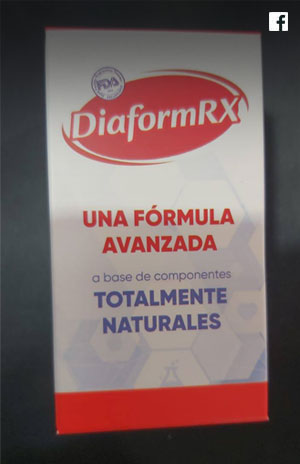 FDA
DiaformRX
UNA FÓRMULA
AVANZADA
a base de componentes
TOTALMENTE
NATURALES